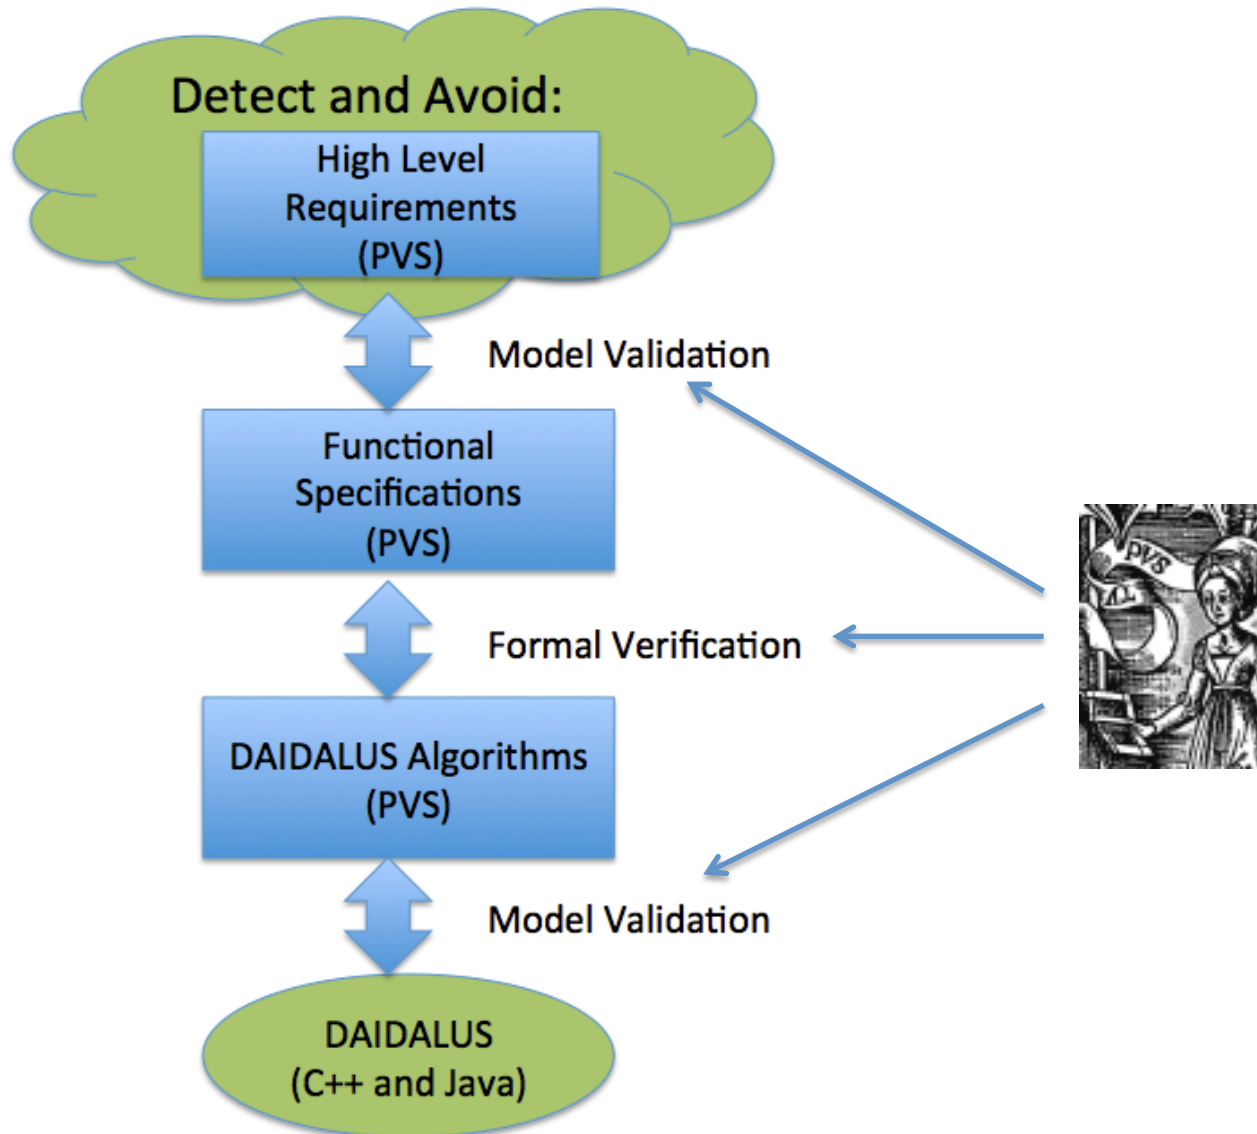 Detect and Avoid:
High Level
Requirements
(PVS)
Model Validation
Functional
Specifications
(PVS)
PVS
Formal Verification
DAIDALUS Algorithms
(PVS)
Model Validation
DAIDALUS
(C++ and Java)